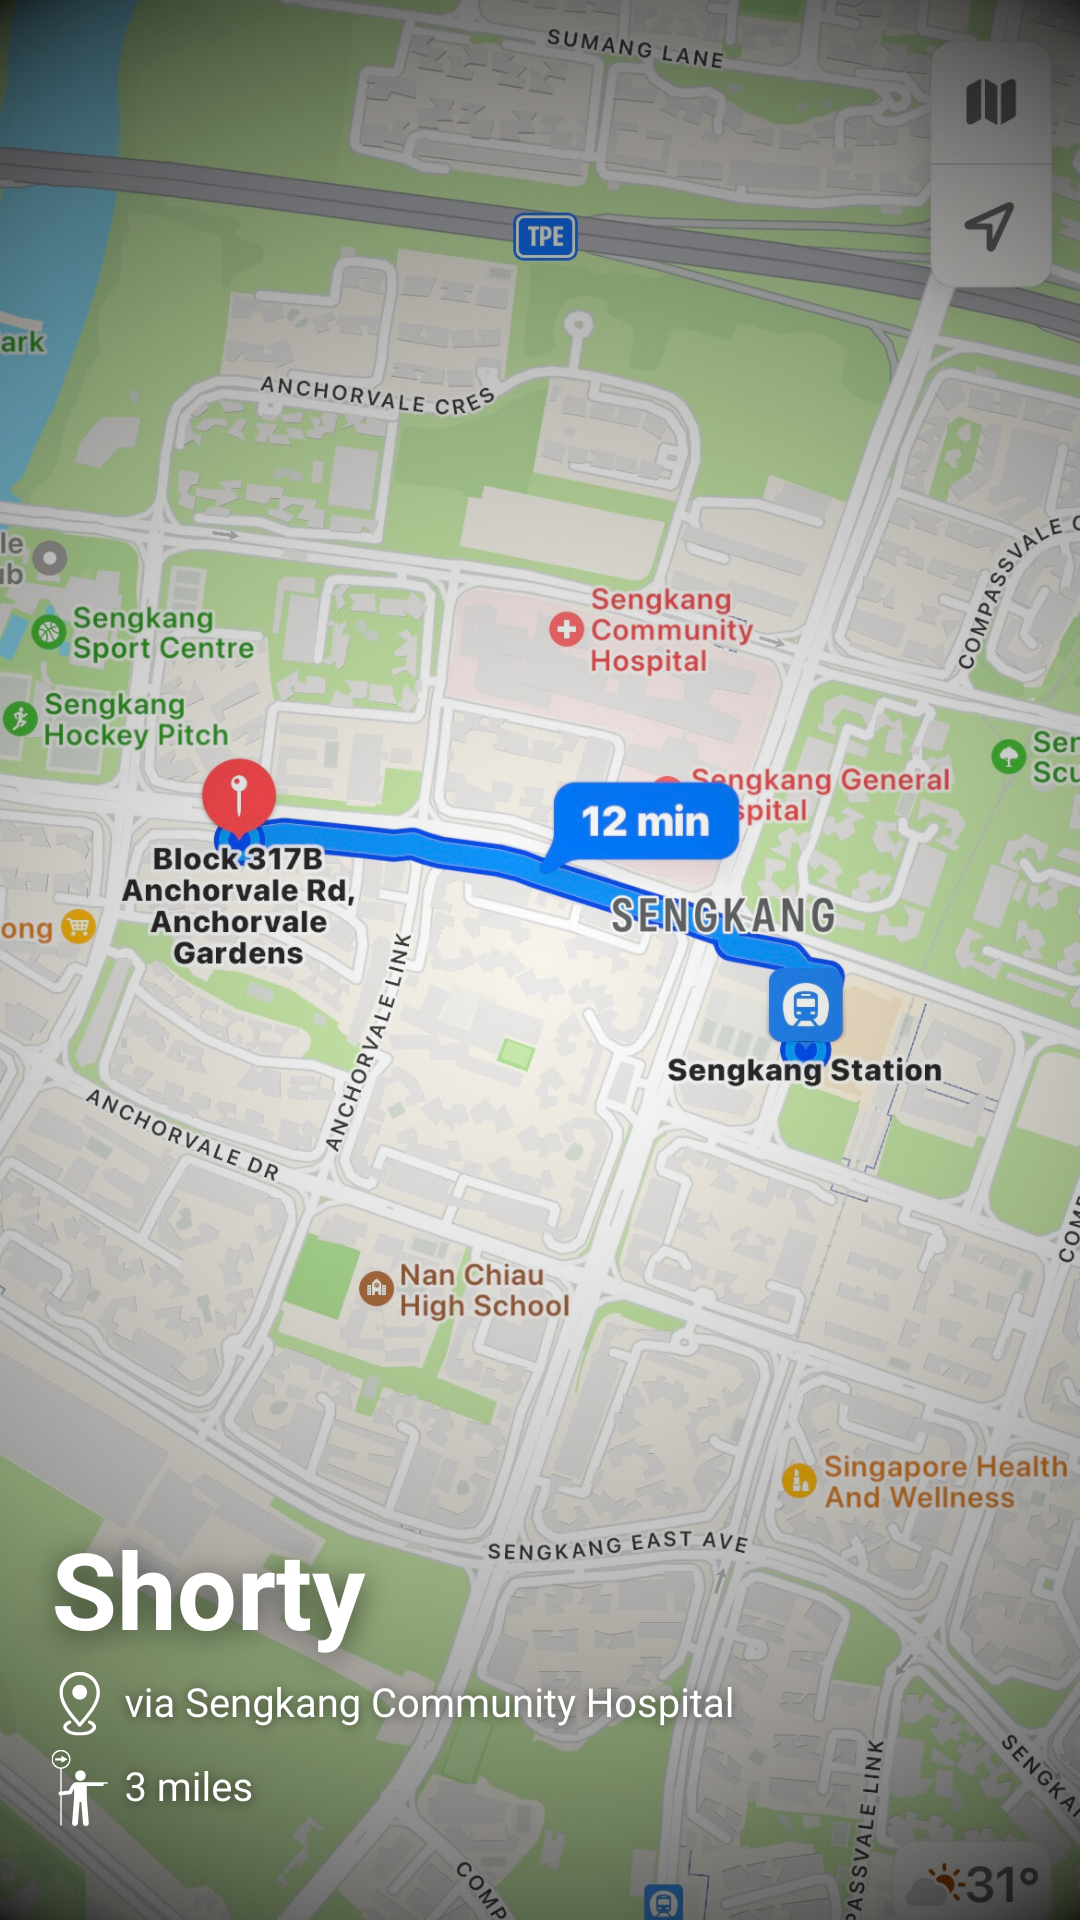 SUMANG LANE
TPE
ark
ANCHORVALE CRES
le
ub
COMPASSVALE C
Sengkang
Community
Hospital
Sengkang
Sport Centre
Sengkang
Hockey Pitch
Sen
Scu
Sengkang General
spital
12 min
Block 317B
Anchorvale Rd,
Anchorvale
Gardens
SENGKANG
ong
ANCHORVALE LINK
Sengkang Station
ANCHORVALE DR
COMP
Nan Chiau
High School
Singapore Health
And Wellness
SENGKANG EAST AVE
Shorty
via Sengkang Community Hospital
3 miles
SENGKA
PASSVALE LINK
COMP
31°